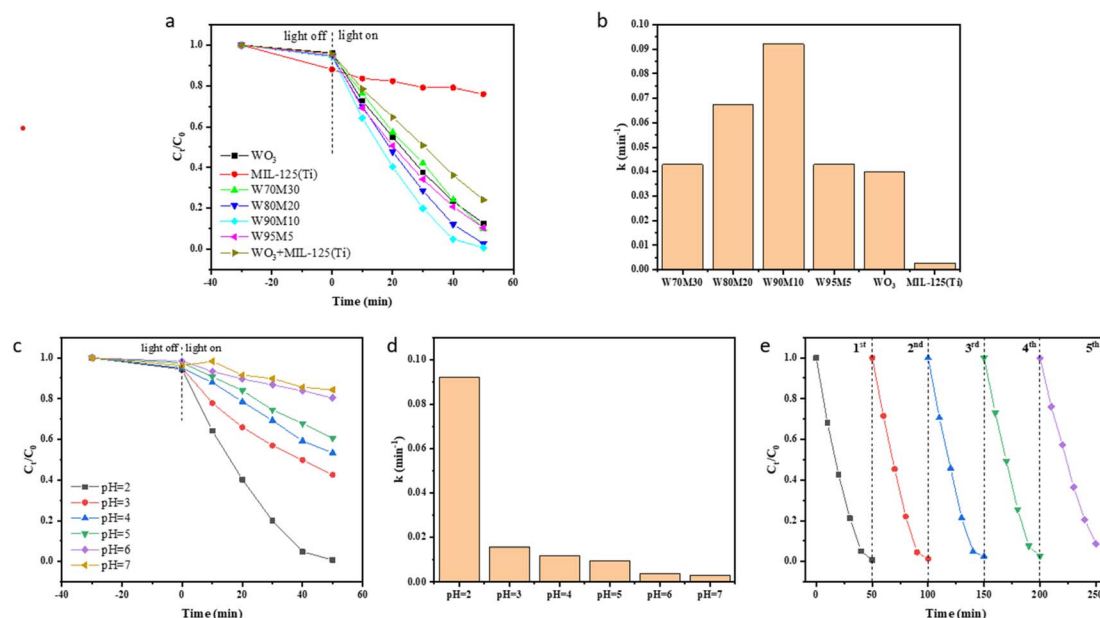 a
light off
light on
C_t/C_0
1.0
0.8
0.6
0.4
0.2
0.0
WO₃
MIL-125(Ti)
W70M30
W80M20
W90M10
W95M5
WO₃+MIL-125(Ti)
-40
-20
0
20
40
60
Time (min)
b
k (min⁻¹)
0.10
0.09
0.08
0.07
0.06
0.05
0.04
0.03
0.02
0.01
0.00
W70M30
W80M20
W90M10
W95M5
WO₃
MIL-125(Ti)
c
light off
light on
C_t/C_0
1.0
0.8
0.6
0.4
0.2
0.0
pH=2
pH=3
pH=4
pH=5
pH=6
pH=7
-40
-20
0
20
40
60
Time (min)
d
k (min⁻¹)
0.10
0.08
0.06
0.04
0.02
0.00
pH=2
pH=3
pH=4
pH=5
pH=6
pH=7
e
1ˢᵗ
2ⁿᵈ
3ʳᵈ
4ᵗʰ
5ᵗʰ
C_t/C_0
1.0
0.8
0.6
0.4
0.2
0.0
0
50
100
150
200
250
Time (min)